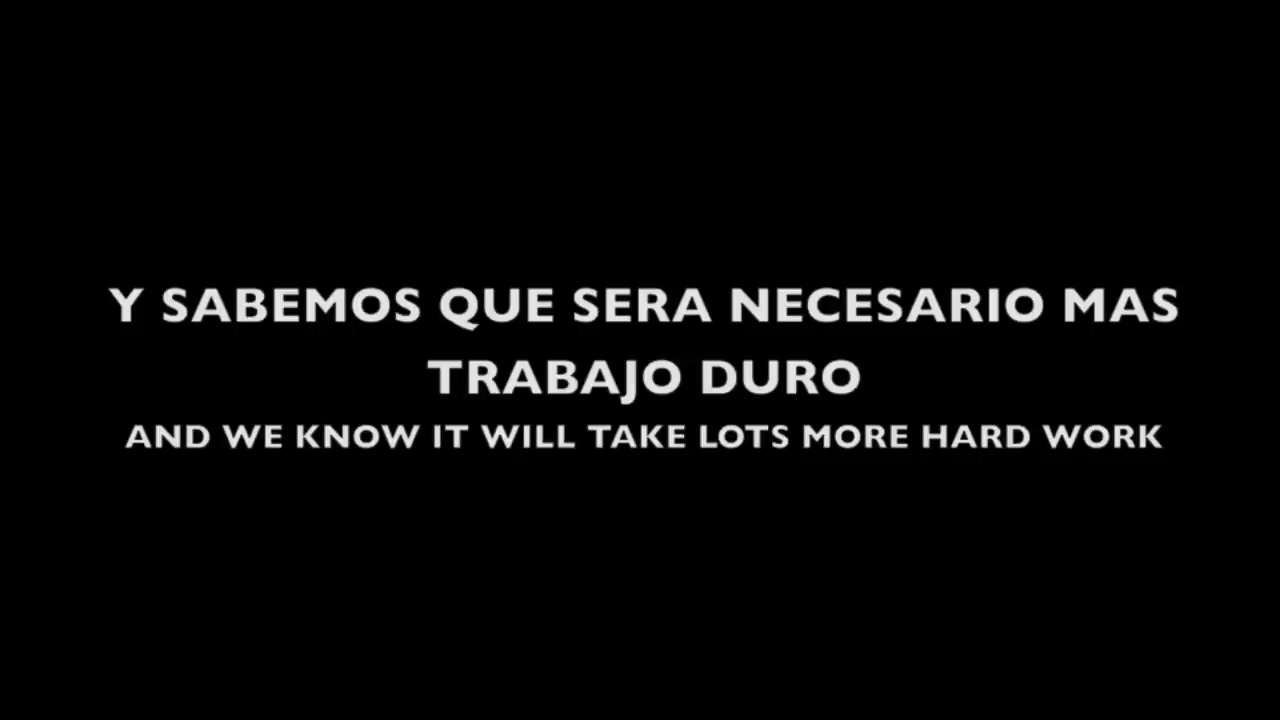 Y SABEMOS QUE SERA NECESARIO MAS
TRABAJO DURO
AND WE KNOW IT WILL TAKE LOTS MORE HARD WORK